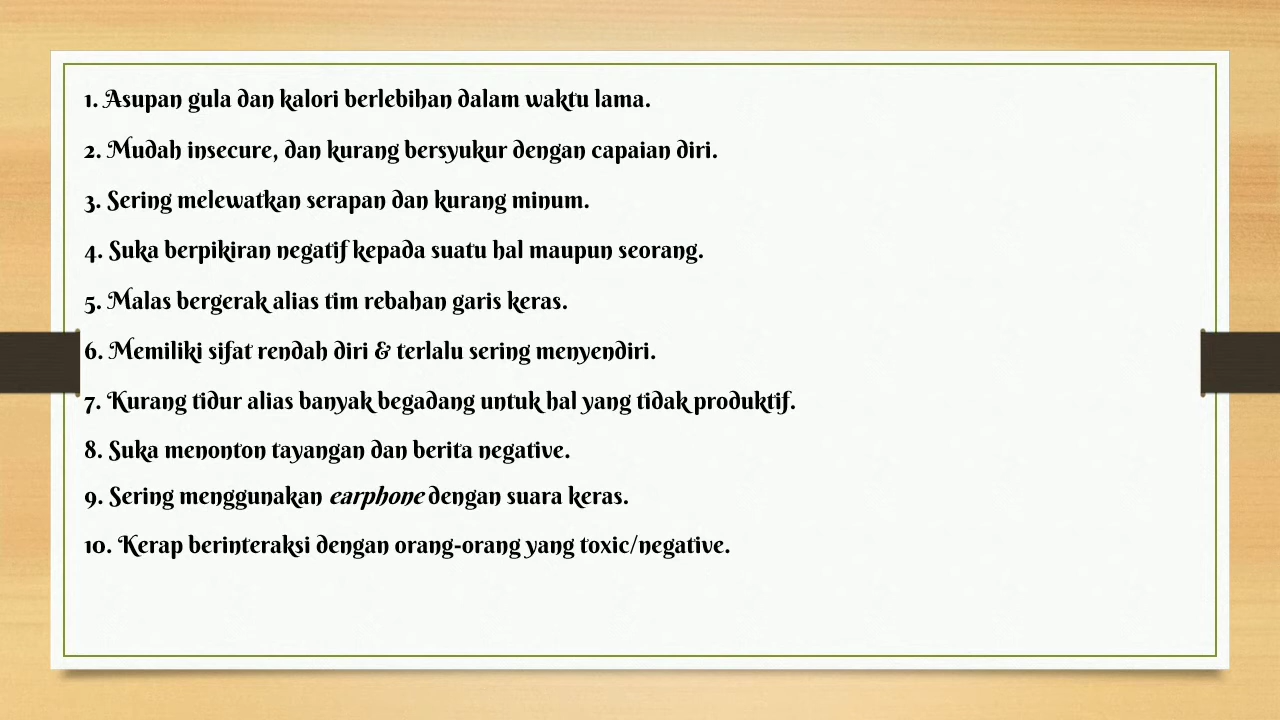 1. Asupan gula dan kalori berlebihan dalam waktu lama.
2. Mudah insecure, dan kurang bersyukur dengan capaian diri.
3. Sering melewatkan serapan dan kurang minum.
4. Suka berpikiran negatif kepada suatu hal maupun seorang.
5. Malas bergerak alias tim rebahan garis keras.
6. Memiliki sifat rendah diri & terlalu sering menyendiri.
7. Kurang tidur alias banyak begadang untuk hal yang tidak produktif.
8. Suka menonton tayangan dan berita negative.
9. Sering menggunakan earphone dengan suara keras.
10. Kerap berinteraksi dengan orang-orang yang toxic/negative.